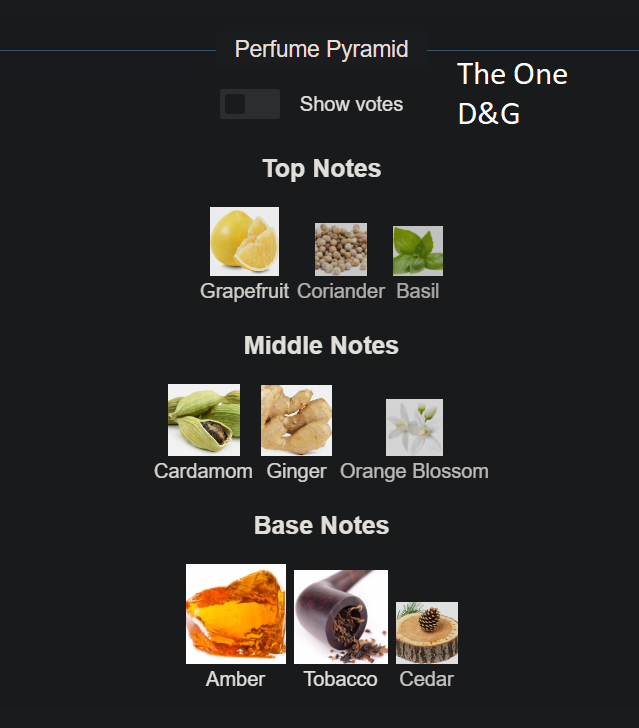 Perfume Pyramid
The One
D&G
Show votes
Top Notes
Grapefruit Coriander Basil
Middle Notes
Cardamom Ginger Orange Blossom
Base Notes
Amber Tobacco Cedar